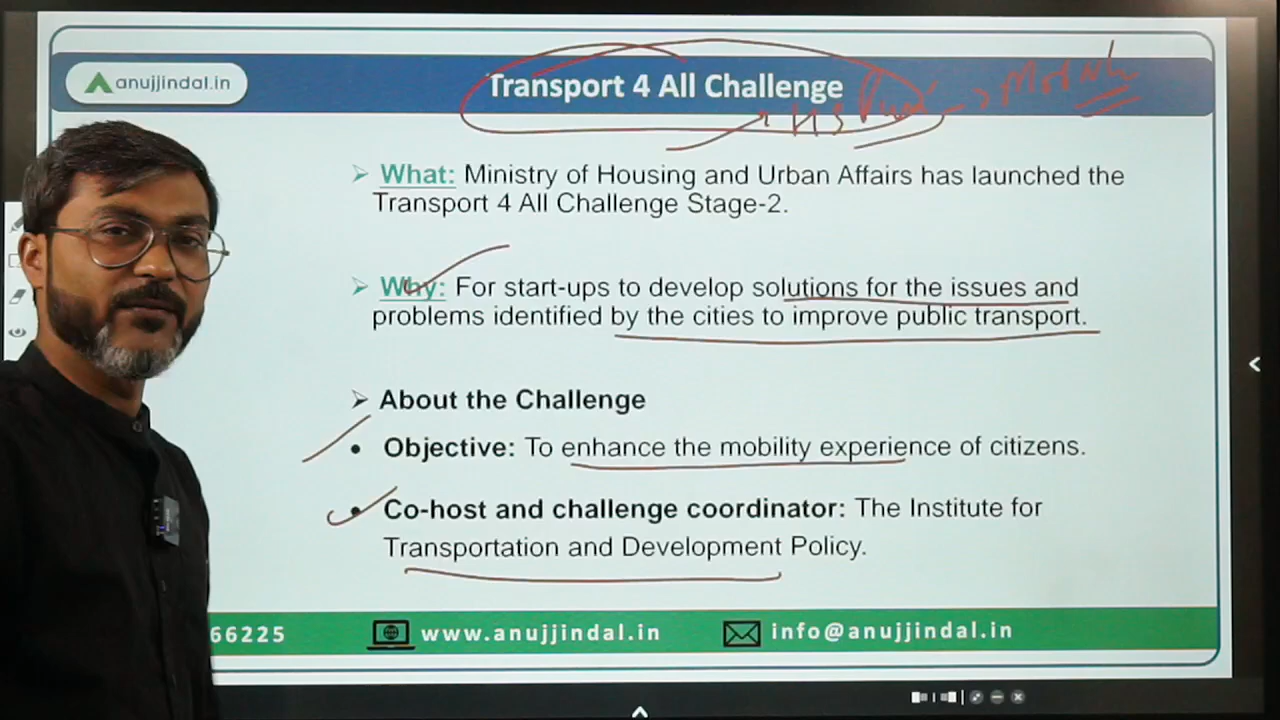 anujjindal.in
Transport 4 All Challenge
➢ What: Ministry of Housing and Urban Affairs has launched the
Transport 4 All Challenge Stage-2.
➢ Why: For start-ups to develop solutions for the issues and
problems identified by the cities to improve public transport.
➢ About the Challenge
• Objective: To enhance the mobility experience of citizens.
• Co-host and challenge coordinator: The Institute for
Transportation and Development Policy.
66225 www.anujjindal.in info@anujjindal.in